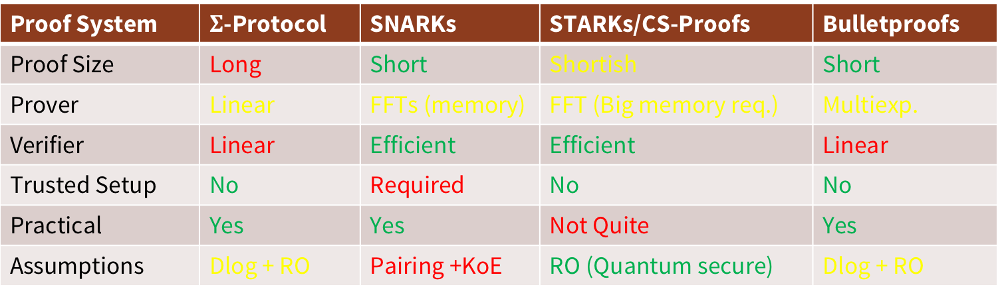 Proof System Σ-Protocol SNARKs STARKs/CS-Proofs Bulletproofs
Proof Size Long Short Shortish Short
Prover Linear FFTs (memory) FFT (Big memory req.) Multiexp.
Verifier Linear Efficient Efficient Linear
Trusted Setup No Required No No
Practical Yes Yes Not Quite Yes
Assumptions Dlog + RO Pairing +KoE RO (Quantum secure) Dlog + RO